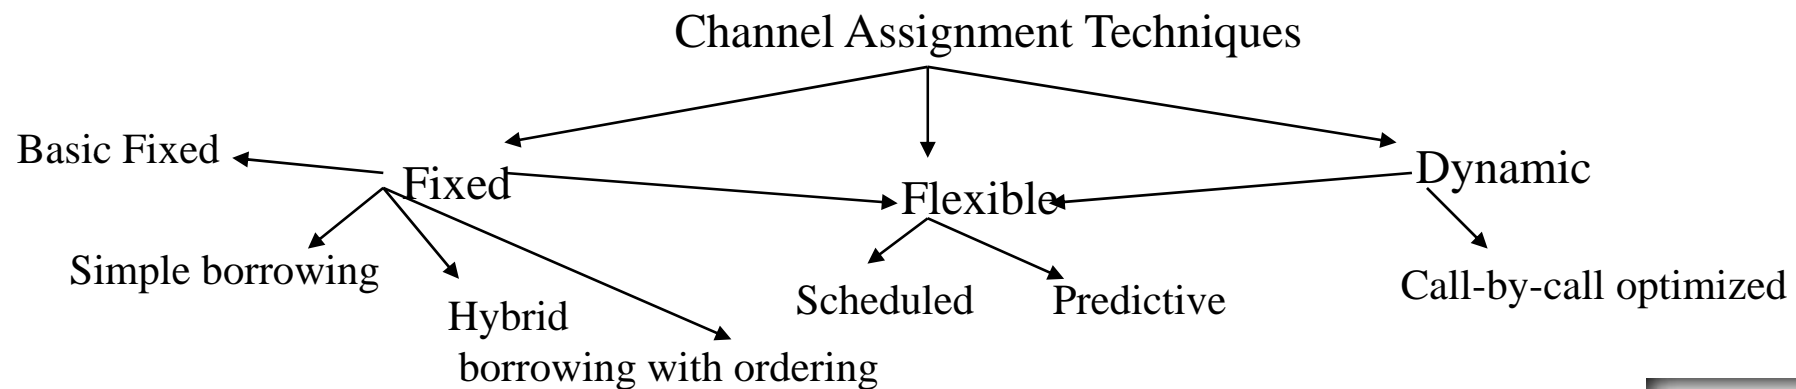 Channel Assignment Techniques
Basic Fixed
Fixed
Flexible
Dynamic
Simple borrowing
Hybrid
borrowing with ordering
Scheduled
Predictive
Call-by-call optimized